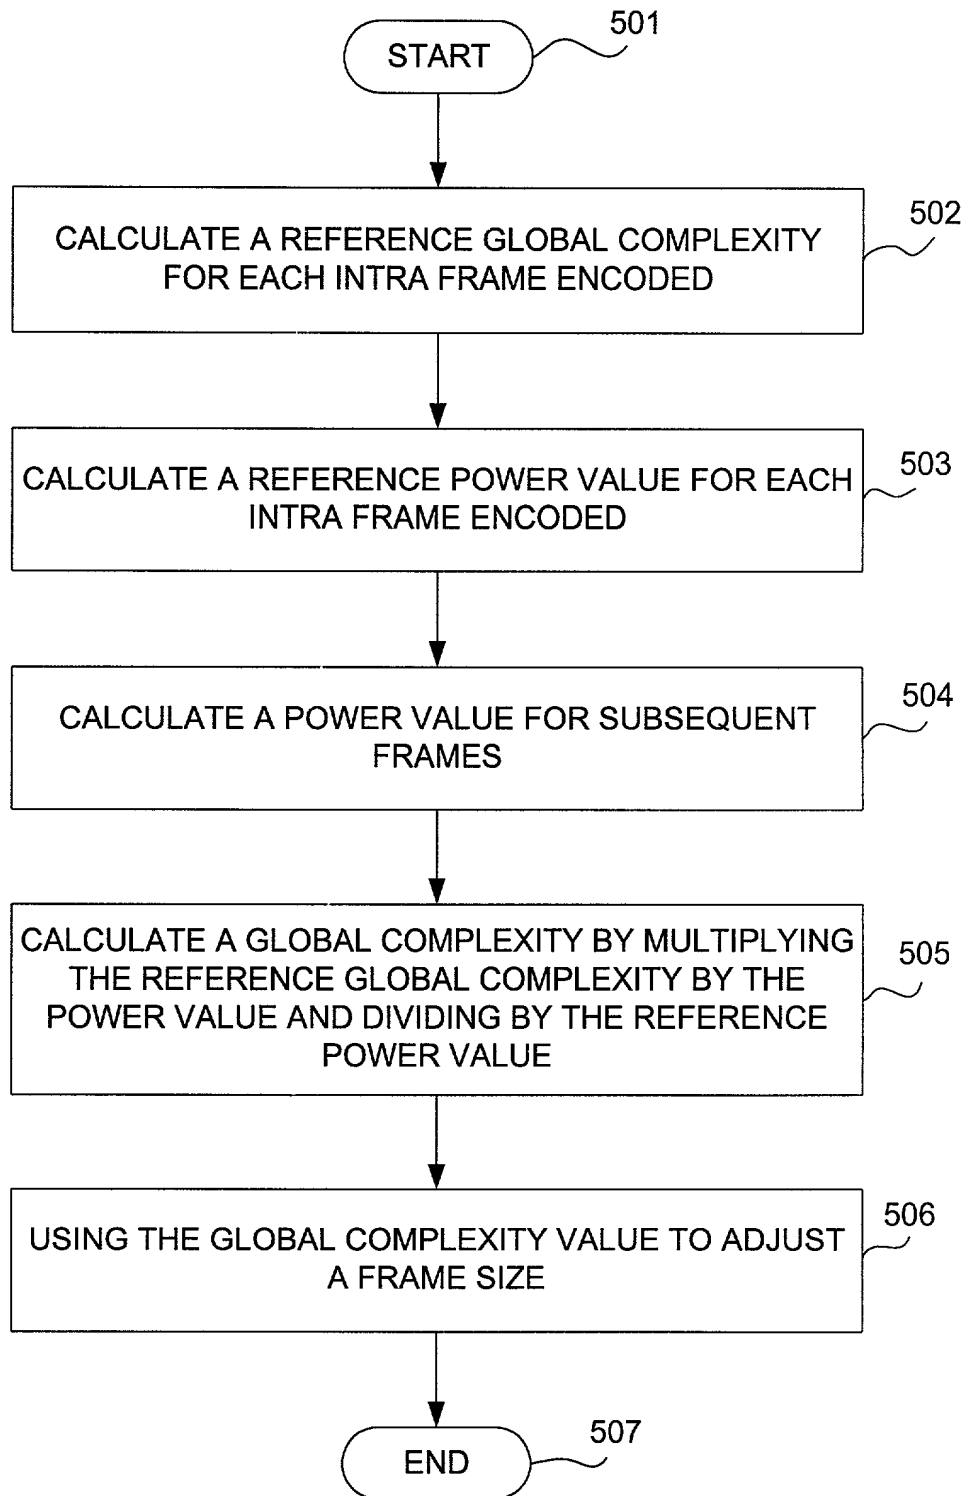 START
501
CALCULATE A REFERENCE GLOBAL COMPLEXITY
FOR EACH INTRA FRAME ENCODED
502
CALCULATE A REFERENCE POWER VALUE FOR EACH
INTRA FRAME ENCODED
503
CALCULATE A POWER VALUE FOR SUBSEQUENT
FRAMES
504
CALCULATE A GLOBAL COMPLEXITY BY MULTIPLYING
THE REFERENCE GLOBAL COMPLEXITY BY THE
POWER VALUE AND DIVIDING BY THE REFERENCE
POWER VALUE
505
USING THE GLOBAL COMPLEXITY VALUE TO ADJUST
A FRAME SIZE
506
END
507